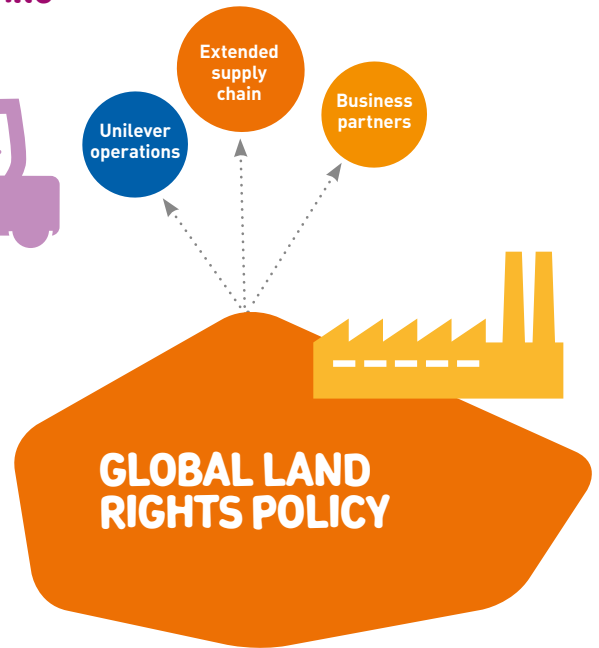 Extended
supply
chain
Unilever
operations
Business
partners
GLOBAL LAND
RIGHTS POLICY